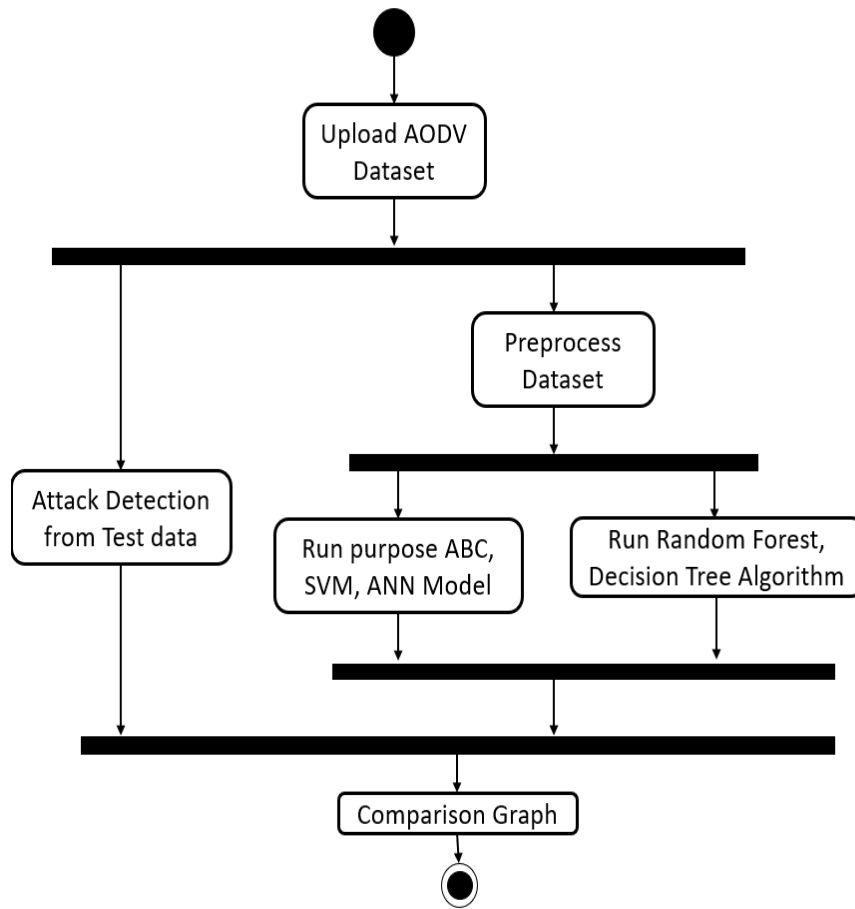 Upload AODV
Dataset
Preprocess
Dataset
Attack Detection
from Test data
Run purpose ABC,
SVM, ANN Model
Run Random Forest,
Decision Tree Algorithm
Comparison Graph